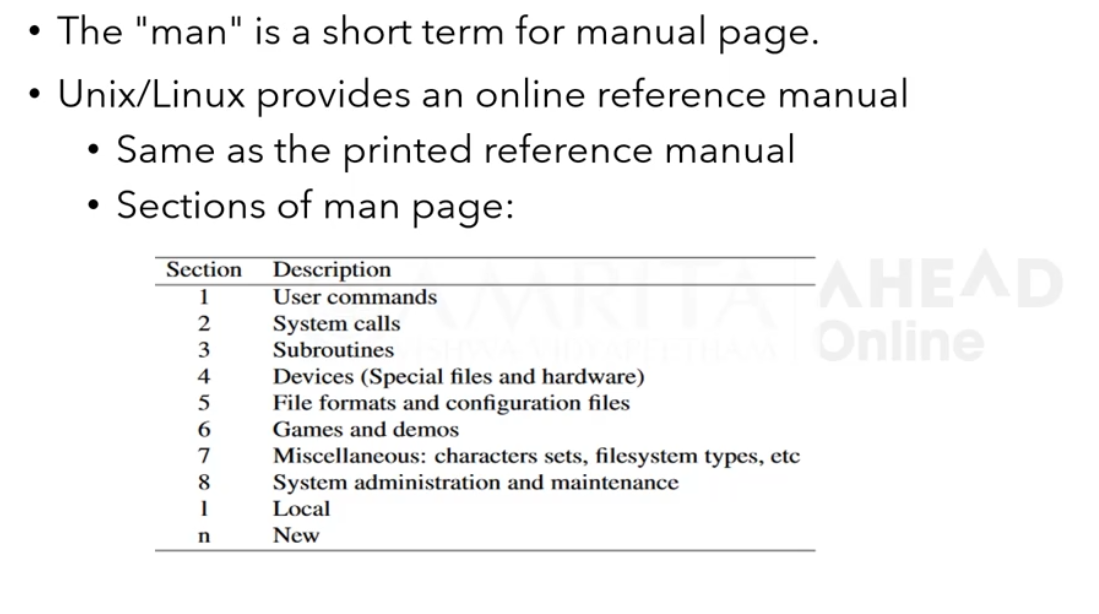 • The "man" is a short term for manual page.
• Unix/Linux provides an online reference manual
• Same as the printed reference manual
• Sections of man page:
Section Description
1 User commands
2 System calls
3 Subroutines
4 Devices (Special files and hardware)
5 File formats and configuration files
6 Games and demos
7 Miscellaneous: characters sets, filesystem types, etc
8 System administration and maintenance
l Local
n New
AMRITA
VISHWA VIDYAPEETHAM
AHEAD
Online